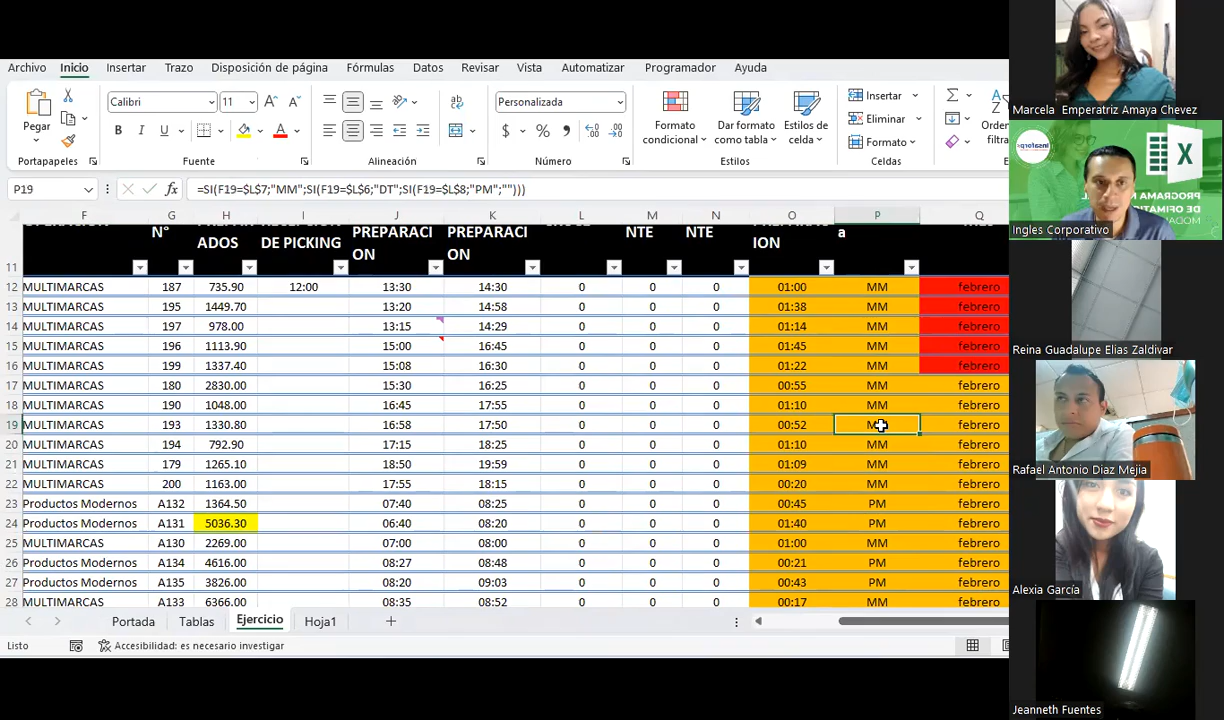 Archivo Inicio Insertar Trazo Disposición de página Fórmulas Datos Revisar Vista Automatizar Programador Ayuda
Pegar
Calibri 11
N K S
Personalizada
$ % ,
Formato condicional
Dar formato como tabla
Estilos de celda
Insertar
Eliminar
Formato
Portapapeles Fuente Alineación Número Estilos Celdas
P19 fx =SI(F19=$L$7;"MM";SI(F19=$L$6;"DT";SI(F19=$L$8;"PM";"")))
F G H I J K L M N O P Q
11 N° ADOS DE PICKING PREPARACI ON PREPARACI ON NTE NTE ION a
12 MULTIMARCAS 187 735.90 12:00 13:30 14:30 0 0 0 01:00 MM febrero
13 MULTIMARCAS 195 1449.70 13:20 14:58 0 0 0 01:38 MM febrero
14 MULTIMARCAS 197 978.00 13:15 14:29 0 0 0 01:14 MM febrero
15 MULTIMARCAS 196 1113.90 15:00 16:45 0 0 0 01:45 MM febrero
16 MULTIMARCAS 199 1337.40 15:08 16:30 0 0 0 01:22 MM febrero
17 MULTIMARCAS 180 2830.00 15:30 16:25 0 0 0 00:55 MM febrero
18 MULTIMARCAS 190 1048.00 16:45 17:55 0 0 0 01:10 MM febrero
19 MULTIMARCAS 193 1330.80 16:58 17:50 0 0 0 00:52 febrero
20 MULTIMARCAS 194 792.90 17:15 18:25 0 0 0 01:10 MM febrero
21 MULTIMARCAS 179 1265.10 18:50 19:59 0 0 0 01:09 MM febrero
22 MULTIMARCAS 200 1163.00 17:55 18:15 0 0 0 00:20 MM febrero
23 Productos Modernos A132 1364.50 07:40 08:25 0 0 0 00:45 PM febrero
24 Productos Modernos A131 5036.30 06:40 08:20 0 0 0 01:40 PM febrero
25 MULTIMARCAS A130 2269.00 07:00 08:00 0 0 0 01:00 MM febrero
26 Productos Modernos A134 4616.00 08:27 08:48 0 0 0 00:21 PM febrero
27 Productos Modernos A135 3826.00 08:20 09:03 0 0 0 00:43 PM febrero
28 MULTIMARCAS A133 6366.00 08:35 08:52 0 0 0 00:17 MM febrero
Portada Tablas Ejercicio Hoja1
Listo Accesibilidad: es necesario investigar
Marcela Emperatriz Amaya Chevez
Ingles Corporativo
Reina Guadalupe Elias Zaldivar
Rafael Antonio Diaz Mejia
Alexia García
Jeanneth Fuentes